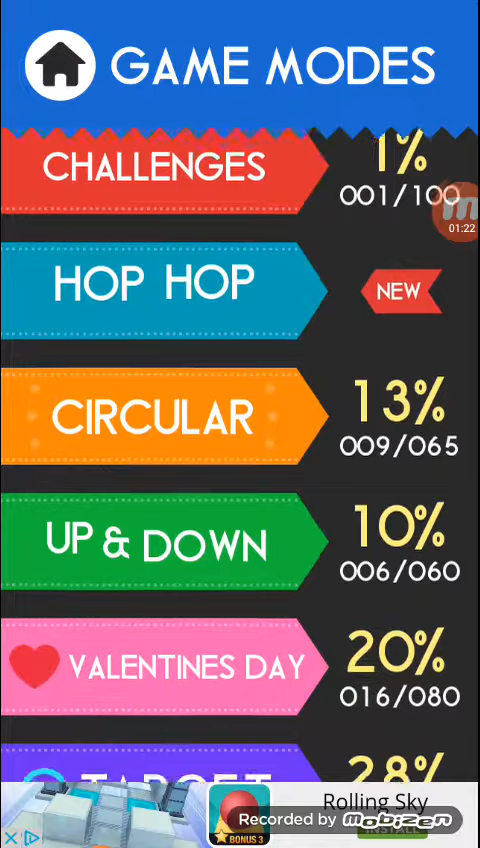 GAME MODES
CHALLENGES
1%
001/100
01:22
HOP HOP
NEW
CIRCULAR
13%
009/065
UP & DOWN
10%
006/060
VALENTINES DAY
20%
016/080
TARGET
28%
Rolling Sky
BONUS 3
Recorded by Mobizen
INSTALL